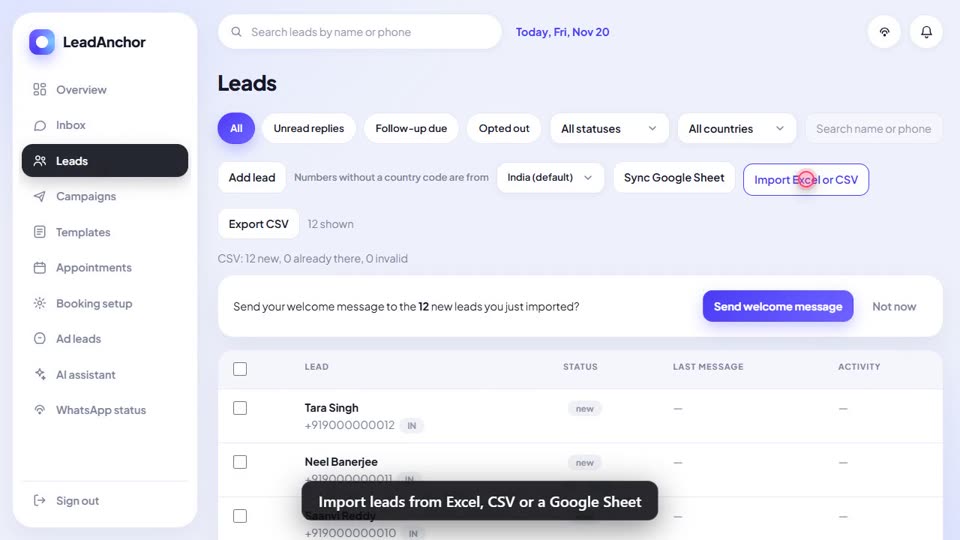 LeadAnchor
Search leads by name or phone
Today, Fri, Nov 20
Overview
Inbox
Leads
Campaigns
Templates
Appointments
Booking setup
Ad leads
AI assistant
WhatsApp status
Sign out
Leads
All
Unread replies
Follow-up due
Opted out
All statuses
All countries
Search name or phone
Add lead
Numbers without a country code are from
India (default)
Sync Google Sheet
Import Excel or CSV
Export CSV
12 shown
CSV: 12 new, 0 already there, 0 invalid
Send your welcome message to the 12 new leads you just imported?
Send welcome message
Not now
LEAD STATUS LAST MESSAGE ACTIVITY
Tara Singh
new — —
+919000000012 IN
Neel Banerjee
new — —
+919000000011 IN
Saanvi Reddy
+919000000010 IN
Import leads from Excel, CSV or a Google Sheet